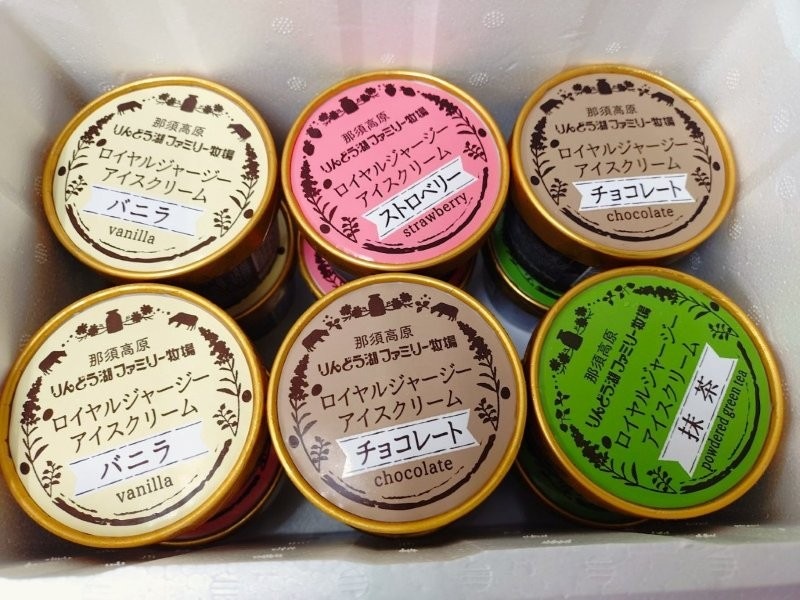 那須高原
りんどう湖ファミリー牧場
ロイヤルジャージー
アイスクリーム
バニラ
vanilla
那須高原
りんどう湖ファミリー牧場
ロイヤルジャージー
アイスクリーム
ストロベリー
strawberry
那須高原
りんどう湖ファミリー牧場
ロイヤルジャージー
アイスクリーム
チョコレート
chocolate
那須高原
りんどう湖ファミリー牧場
ロイヤルジャージー
アイスクリーム
バニラ
vanilla
那須高原
りんどう湖ファミリー牧場
ロイヤルジャージー
アイスクリーム
チョコレート
chocolate
那須高原
りんどう湖ファミリー牧場
ロイヤルジャージー
アイスクリーム
抹茶
powdered green tea